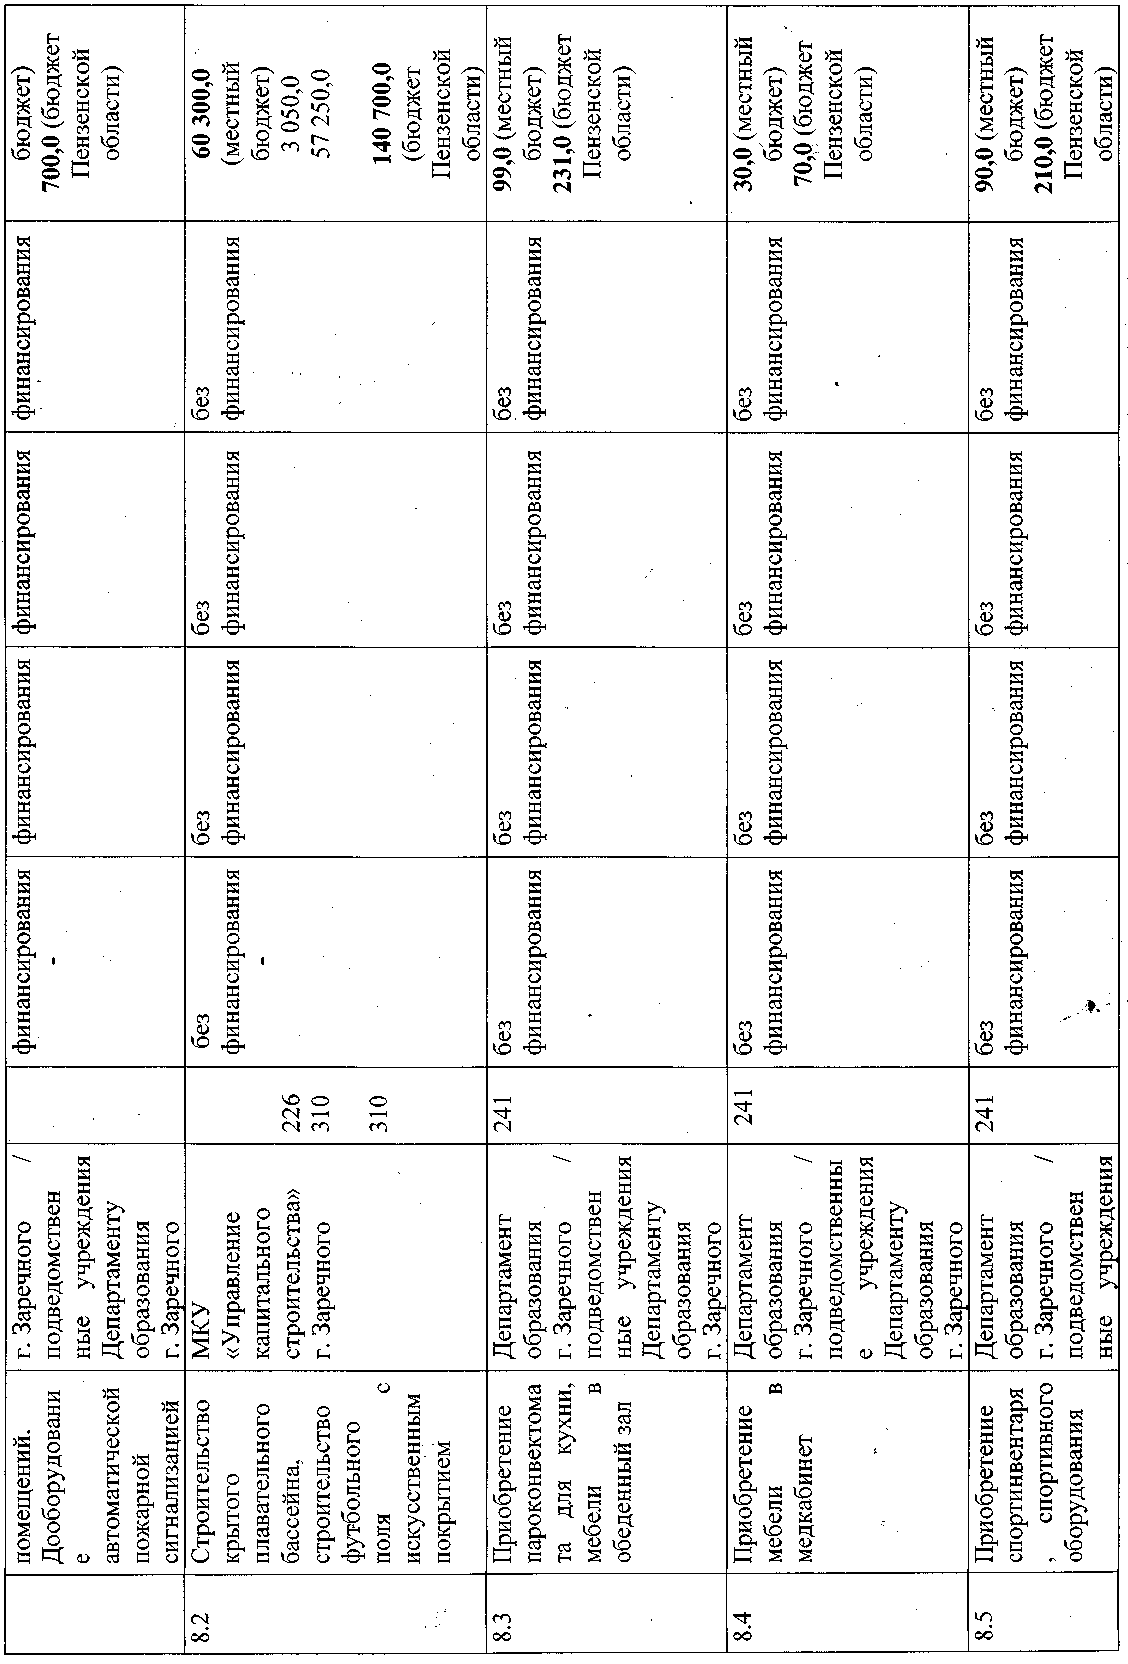 помещений.
Дооборудовани
е
автоматической
пожарной
сигнализацией
г. Заречного /
подведомствен
ные учреждения
Департаменту
образования
г. Заречного
финансирования
финансирования
финансирования
финансирования
бюджет)
700,0 (бюджет
Пензенской
области)
8.2
Строительство
крытого
плавательного
бассейна,
строительство
футбольного
поля с
искусственным
покрытием
МКУ
«Управление
капитального
строительства»
г. Заречного
226
310
310
без
финансирования
без
финансирования
без
финансирования
без
финансирования
60 300,0
(местный
бюджет)
3 050,0
57 250,0
140 700,0
(бюджет
Пензенской
области)
8.3
Приобретение
пароконвектома
та для кухни,
мебели в
обеденный зал
Департамент
образования
г. Заречного /
подведомствен
ные учреждения
Департаменту
образования
г. Заречного
241
без
финансирования
без
финансирования
без
финансирования
без
финансирования
99,0 (местный
бюджет)
231,0 (бюджет
Пензенской
области)
8.4
Приобретение
мебели в
медкабинет
Департамент
образования
г. Заречного /
подведомственны
е учреждения
Департаменту
образования
г. Заречного
241
без
финансирования
без
финансирования
без
финансирования
без
финансирования
30,0 (местный
бюджет)
70,0 (бюджет
Пензенской
области)
8.5
Приобретение
спортинвентаря
, спортивного
оборудования
Департамент
образования
г. Заречного /
подведомствен
ные учреждения
241
без
финансирования
без
финансирования
без
финансирования
без
финансирования
90,0 (местный
бюджет)
210,0 (бюджет
Пензенской
области)